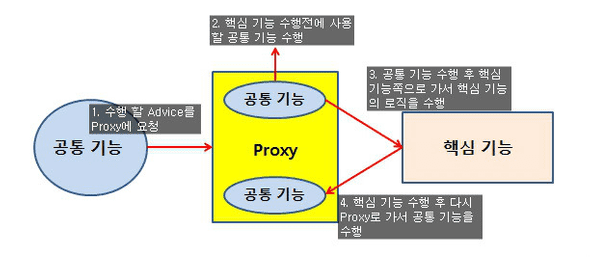 2. 핵심 기능 수행전에 사용
할 공통 기능 수행
1. 수행 할 Advice를
Proxy에 요청
공통 기능
공통 기능
Proxy
공통 기능
3. 공통 기능 수행 후 핵심
기능쪽으로 가서 핵심 기능
의 로직을 수행
핵심 기능
4. 핵심 기능 수행 후 다시
Proxy로 가서 공통 기능을
수행